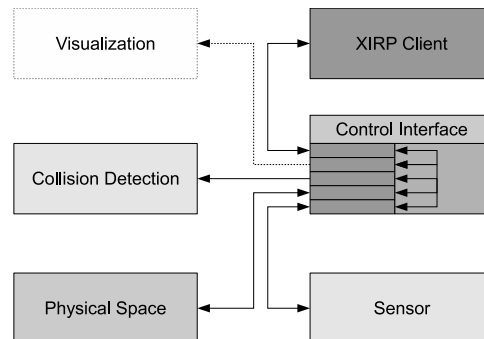 Visualization
XIRP Client
Control Interface
Collision Detection
Physical Space
Sensor